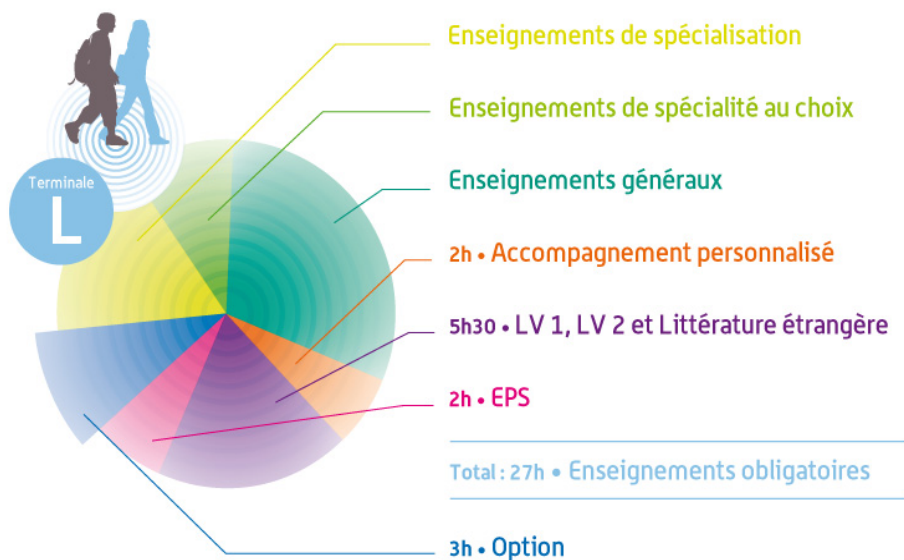 Terminale
L
Enseignements de spécialisation
Enseignements de spécialité au choix
Enseignements généraux
2h • Accompagnement personnalisé
5h30 • LV 1, LV 2 et Littérature étrangère
2h • EPS
Total : 27h • Enseignements obligatoires
3h • Option